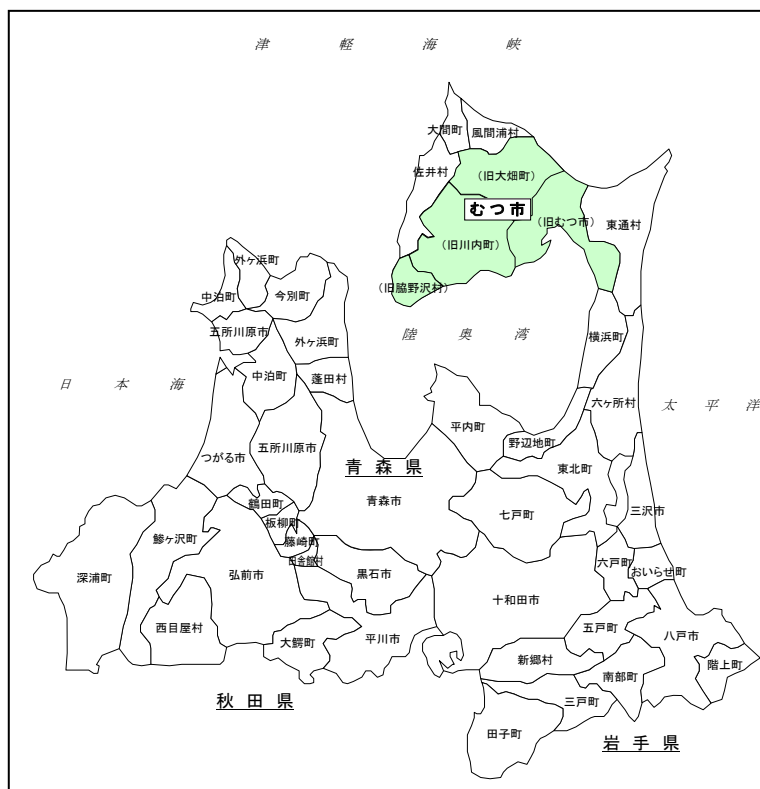 津軽海峡
大間町
風間浦村
佐井村
(旧大畑町)
むつ市
(旧むつ市)
東通村
(旧川内町)
(旧脇野沢村)
外ヶ浜町
中泊町
今別町
五所川原市
外ヶ浜町
陸奥湾
横浜町
中泊町
蓬田村
日本海
六ヶ所村
太平洋
平内町
野辺地町
つがる市
五所川原市
青森県
東北町
青森市
鶴田町
七戸町
三沢市
板柳町
鰺ヶ沢町
藤崎町
田舎館村
深浦町
弘前市
黒石市
六戸町
おいらせ町
十和田市
西目屋村
大鰐町
平川市
五戸町
八戸市
新郷村
階上町
南部町
秋田県
三戸町
田子町
岩手県